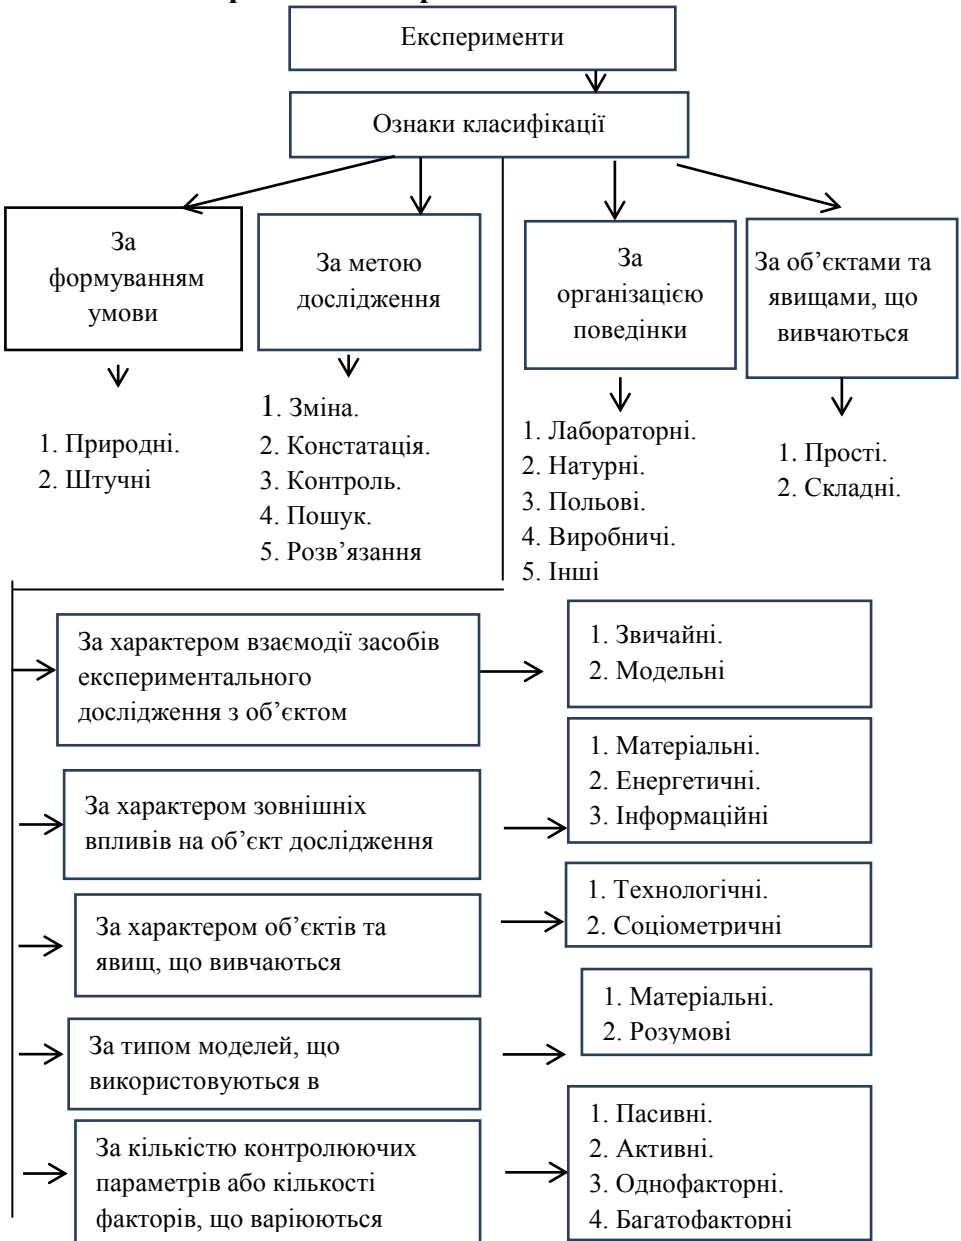 Експерименти
Ознаки класифікації
За
формуванням
умови
За метою
дослідження
За
організацією
поведінки
За об’єктами та
явищами, що
вивчаються
1. Природні.
2. Штучні
1. Зміна.
2. Констатація.
3. Контроль.
4. Пошук.
5. Розв’язання
1. Лабораторні.
2. Натурні.
3. Польові.
4. Виробничі.
5. Інші
1. Прості.
2. Складні.
За характером взаємодії засобів
експериментального
дослідження з об’єктом
1. Звичайні.
2. Модельні
За характером зовнішніх
впливів на об’єкт дослідження
1. Матеріальні.
2. Енергетичні.
3. Інформаційні
За характером об’єктів та
явищ, що вивчаються
1. Технологічні.
2. Соціометричні
За типом моделей, що
використовуються в
1. Матеріальні.
2. Розумові
За кількістю контролюючих
параметрів або кількості
факторів, що варіюються
1. Пасивні.
2. Активні.
3. Однофакторні.
4. Багатофакторні